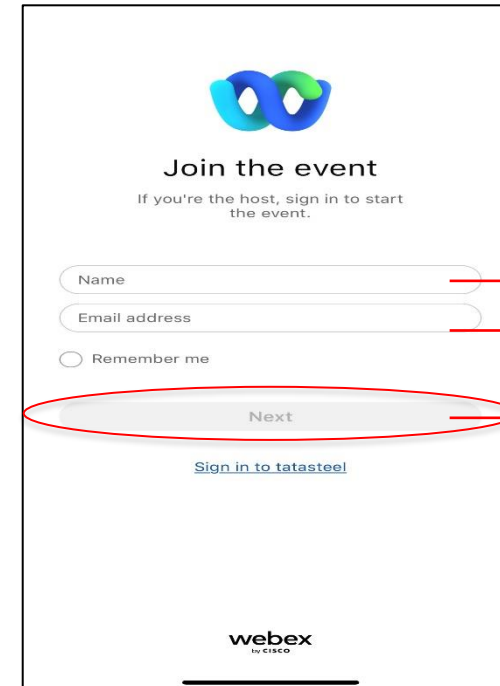 Join the event
If you're the host, sign in to start
the event.
Name
Email address
Remember me
Next
Sign in to tatasteel
webex
by CISCO